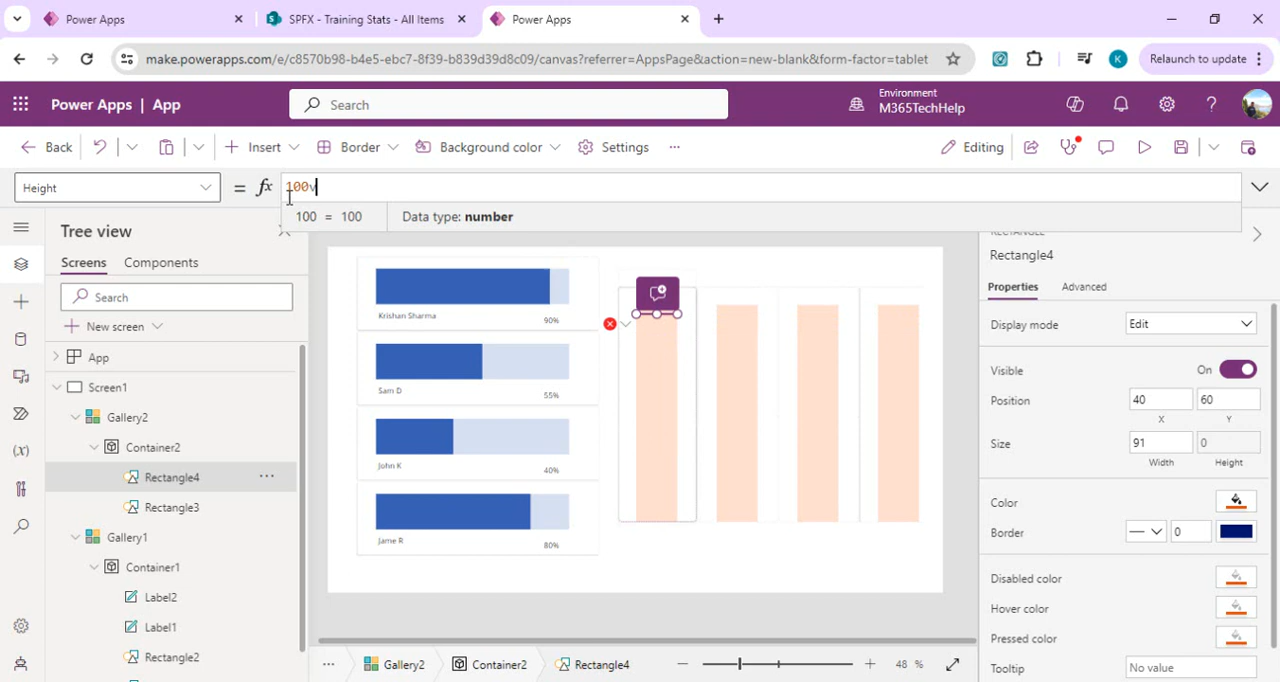 Power Apps
SPFX - Training Stats - All Items
Power Apps
make.powerapps.com/e/c8570b98-b4e5-ebc7-8f39-b839d39d8c09/canvas?referrer=AppsPage&action=new-blank&form-factor=tablet
K
Relaunch to update
Power Apps | App
Search
Environment
M365TechHelp
Back
Insert
Border
Background color
Settings
Editing
Height
= fx
100v
100 = 100
Data type: number
Tree view
Screens
Components
Search
New screen
App
Screen1
Gallery2
Container2
Rectangle4
Rectangle3
Gallery1
Container1
Label2
Label1
Rectangle2
Krishan Sharma
90%
Sam D
55%
John K
40%
Jame R
80%
RECTANGLE
Rectangle4
Properties
Advanced
Display mode
Edit
Visible
On
Position
40
60
X
Y
Size
91
0
Width
Height
Color
Border
0
Disabled color
Hover color
Pressed color
Tooltip
No value
Gallery2
Container2
Rectangle4
48 %